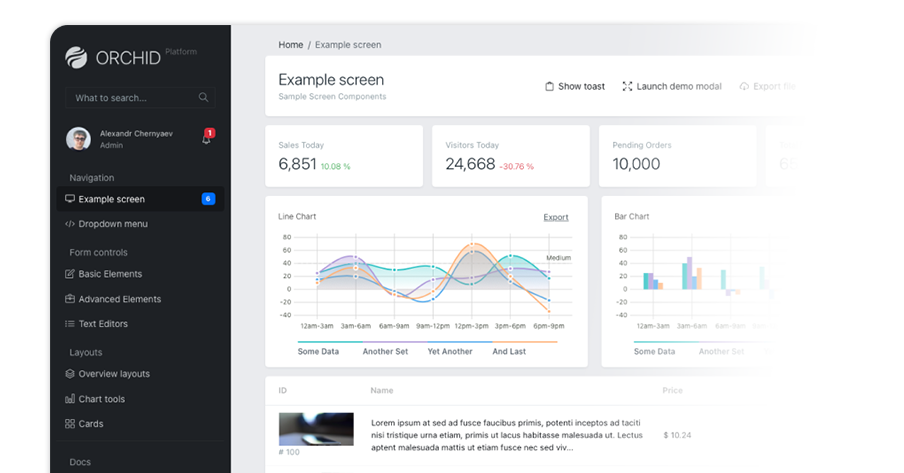 ORCHID Platform
What to search...
Alexandr Chernyaev
Admin
1
Navigation
Example screen 6
Dropdown menu
Form controls
Basic Elements
Advanced Elements
Text Editors
Layouts
Overview layouts
Chart tools
Cards
Docs
Home / Example screen
Example screen
Sample Screen Components
Show toast Launch demo modal Export file
Sales Today
6,851 10.08 %
Visitors Today
24,668 -30.76 %
Pending Orders
10,000
Line Chart Export
80
60
40
20
0
-20
-40
Medium
12am-3am 3am-6am 6am-9am 9am-12pm 12pm-3pm 3pm-6pm 6pm-9pm
Some Data Another Set Yet Another And Last
Bar Chart
80
60
40
20
0
-20
-40
12am-3am 3am-6am 6am-9am
Some Data Another Set
ID Name Price
# 100
Lorem ipsum at sed ad fusce faucibus primis, potenti inceptos ad taciti
nisi tristique urna etiam, primis ut lacus habitasse malesuada ut. Lectus
aptent malesuada mattis ut etiam fusce nec sed viv...
$ 10.24